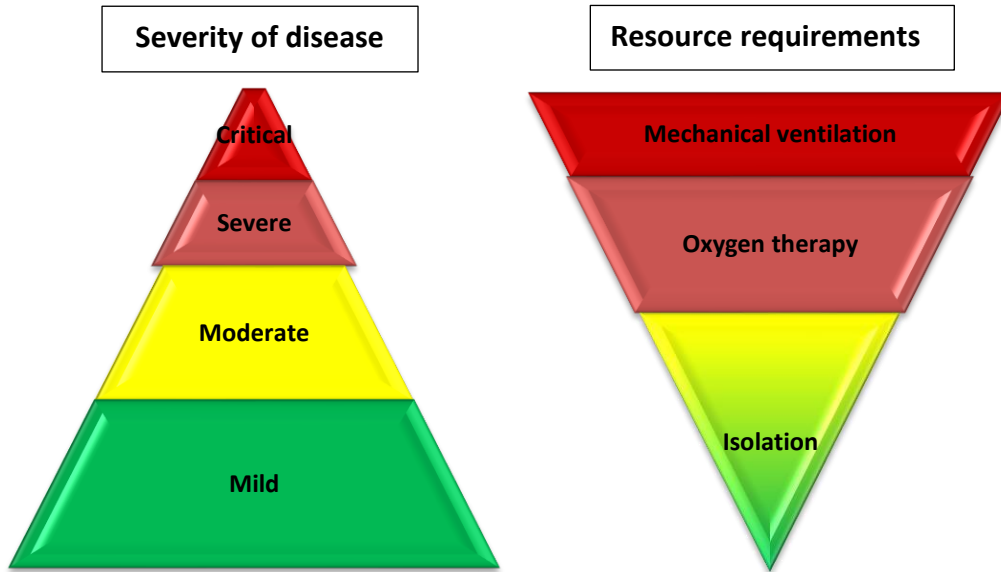 Severity of disease
Resource requirements
Critical
Severe
Moderate
Mild
Mechanical ventilation
Oxygen therapy
Isolation